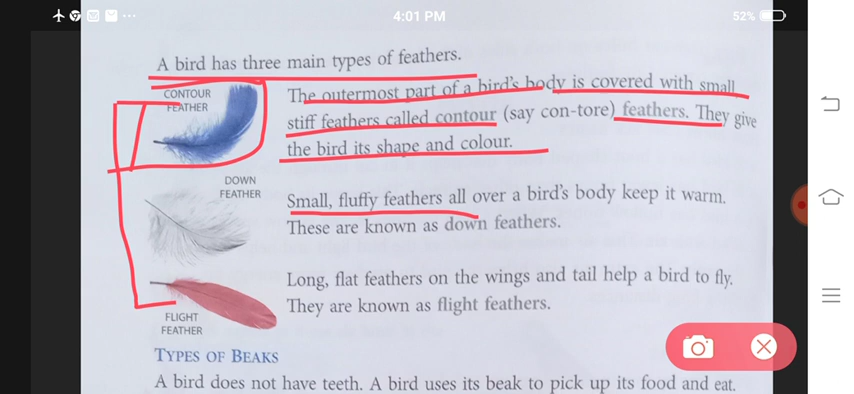 4:01 PM
52%
A bird has three main types of feathers.
CONTOUR
FEATHER
The outermost part of a bird's body is covered with small,
stiff feathers called contour (say con-tore) feathers. They give
the bird its shape and colour.
DOWN
FEATHER
Small, fluffy feathers all over a bird's body keep it warm.
These are known as down feathers.
Long, flat feathers on the wings and tail help a bird to fly.
They are known as flight feathers.
FLIGHT
FEATHER
TYPES OF BEAKS
A bird does not have teeth. A bird uses its beak to pick up its food and eat.